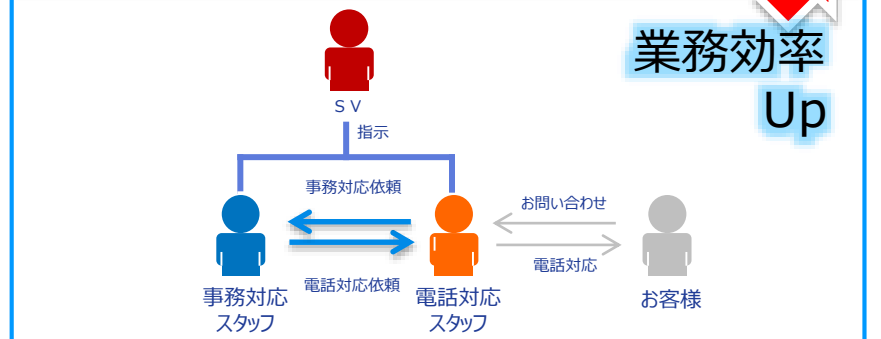 業務効率
Up
ＳＶ
指示
事務対応依頼
お問い合わせ
電話対応
電話対応依頼
事務対応
スタッフ
電話対応
スタッフ
お客様